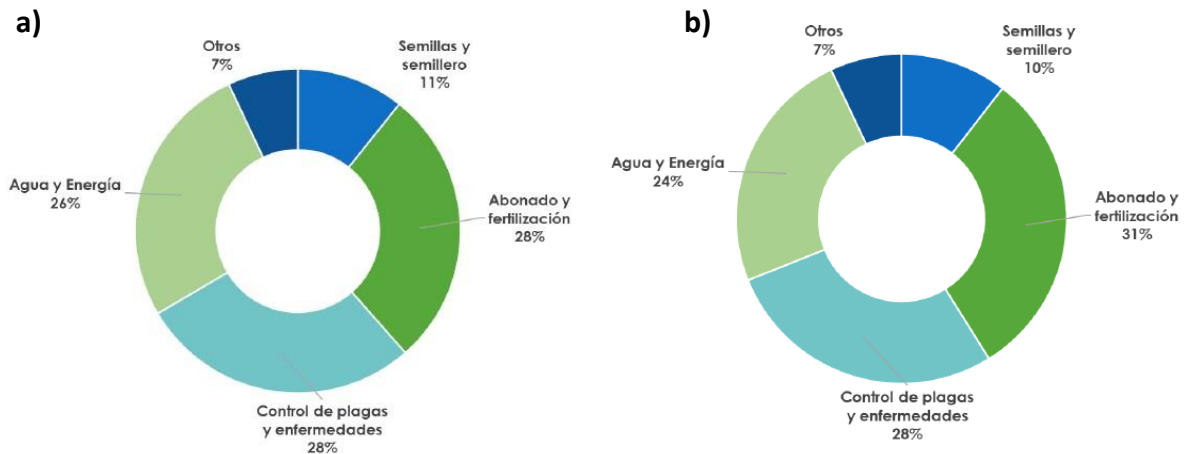 a)
Otros
7%
Semillas y
semillero
11%
Agua y Energía
26%
Abonado y
fertilización
28%
Control de plagas
y enfermedades
28%
b)
Otros
7%
Semillas y
semillero
10%
Agua y Energía
24%
Abonado y
fertilización
31%
Control de plagas
y enfermedades
28%